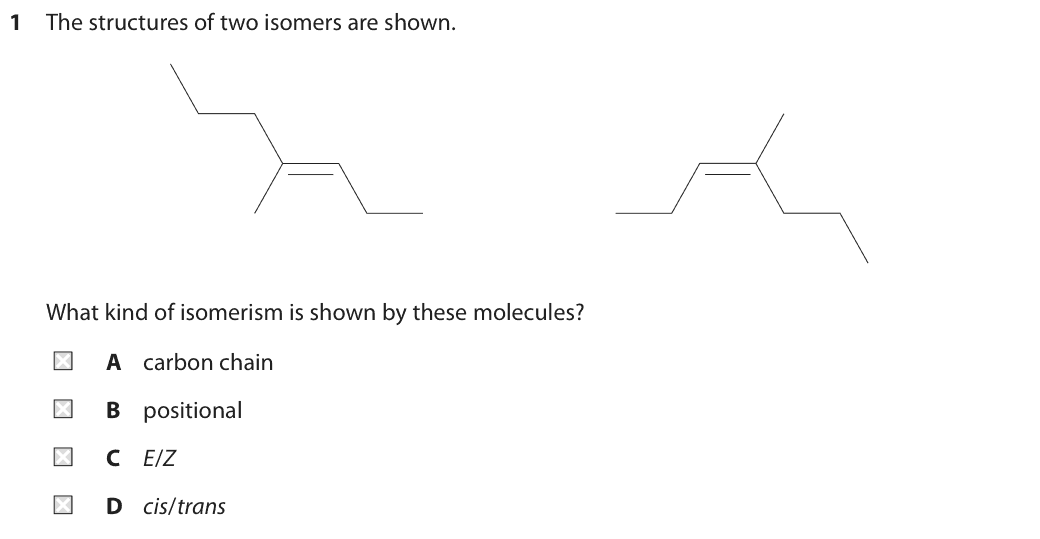 1 The structures of two isomers are shown.
What kind of isomerism is shown by these molecules?
A carbon chain
B positional
C E/Z
D cis/trans